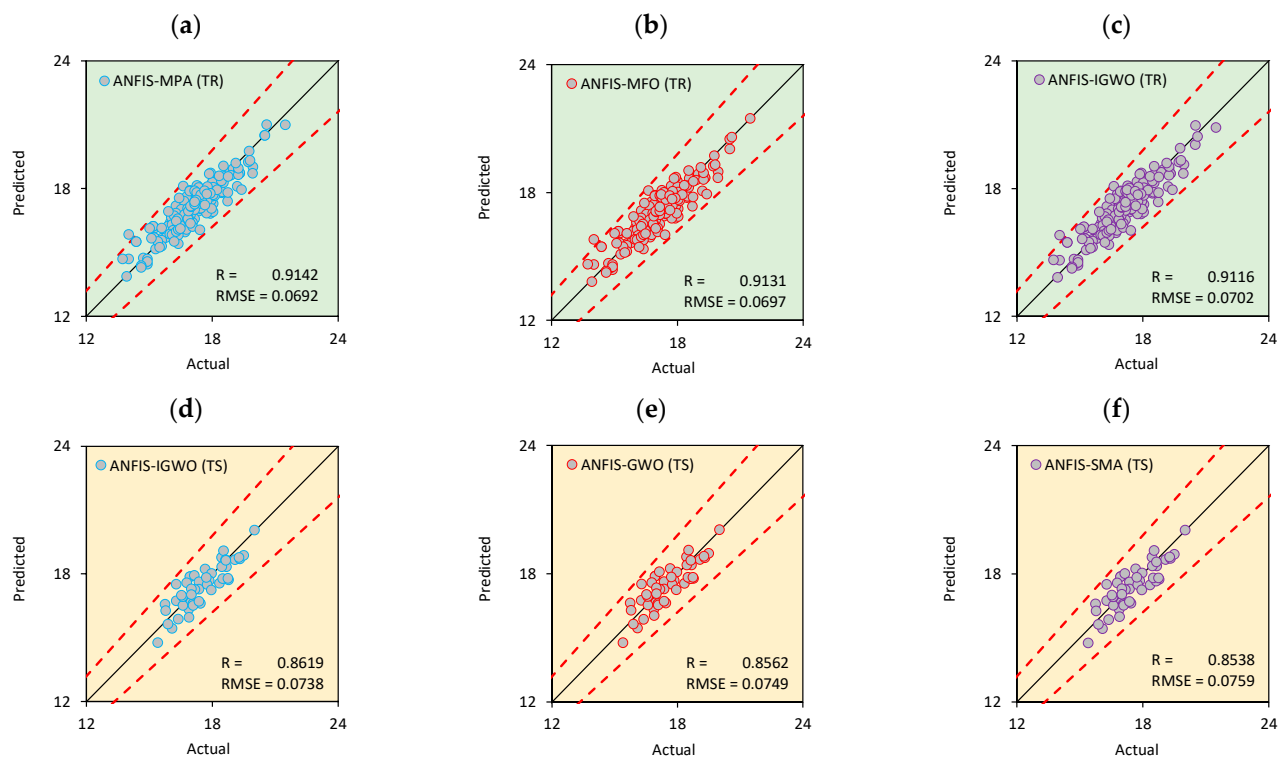 (a)
24
ANFIS-MPA (TR)
Predicted
18
R = 0.9142
RMSE = 0.0692
12
12 18 24
Actual
(b)
24
ANFIS-MFO (TR)
Predicted
18
R = 0.9131
RMSE = 0.0697
12
12 18 24
Actual
(c)
24
ANFIS-IGWO (TR)
Predicted
18
R = 0.9116
RMSE = 0.0702
12
12 18 24
Actual
(d)
24
ANFIS-IGWO (TS)
Predicted
18
R = 0.8619
RMSE = 0.0738
12
12 18 24
Actual
(e)
24
ANFIS-GWO (TS)
Predicted
18
R = 0.8562
RMSE = 0.0749
12
12 18 24
Actual
(f)
24
ANFIS-SMA (TS)
Predicted
18
R = 0.8538
RMSE = 0.0759
12
12 18 24
Actual